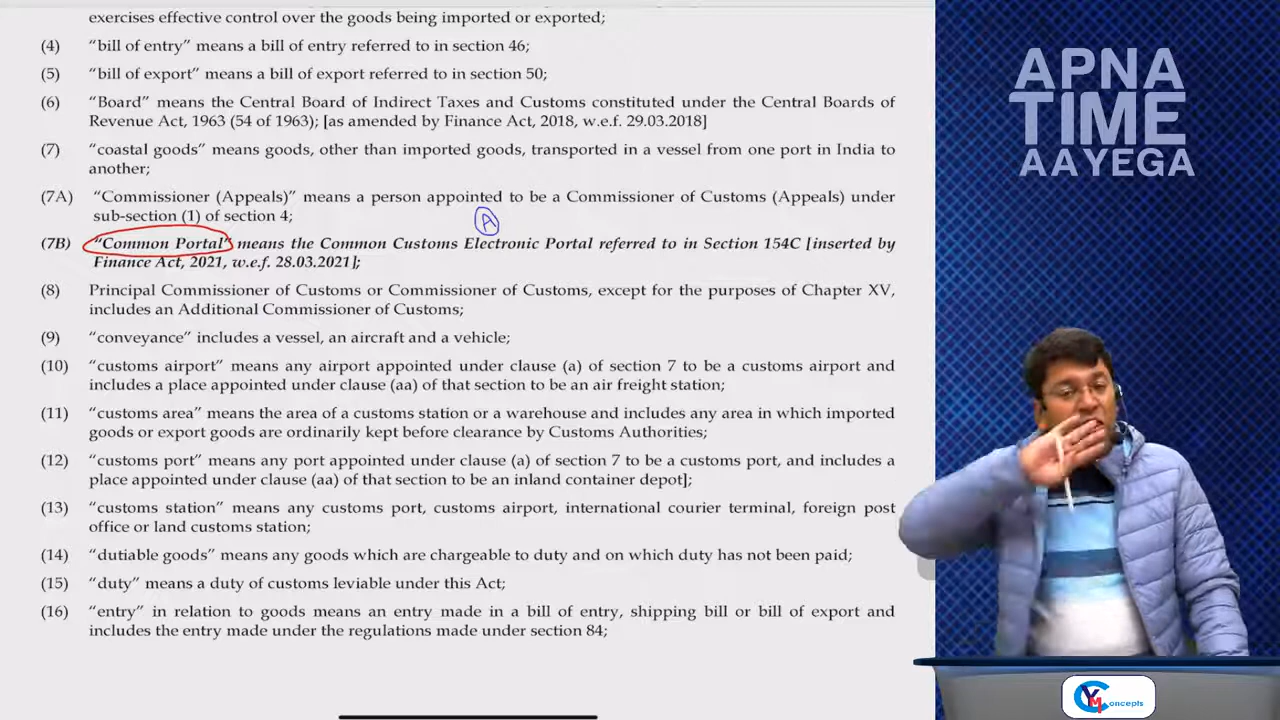 exercises effective control over the goods being imported or exported;
(4) “bill of entry” means a bill of entry referred to in section 46;
(5) “bill of export” means a bill of export referred to in section 50;
(6) “Board” means the Central Board of Indirect Taxes and Customs constituted under the Central Boards of
Revenue Act, 1963 (54 of 1963); [as amended by Finance Act, 2018, w.e.f. 29.03.2018]
(7) “coastal goods” means goods, other than imported goods, transported in a vessel from one port in India to
another;
(7A) “Commissioner (Appeals)” means a person appointed to be a Commissioner of Customs (Appeals) under
sub-section (1) of section 4;
A
(7B) “Common Portal” means the Common Customs Electronic Portal referred to in Section 154C [inserted by
Finance Act, 2021, w.e.f. 28.03.2021];
(8) Principal Commissioner of Customs or Commissioner of Customs, except for the purposes of Chapter XV,
includes an Additional Commissioner of Customs;
(9) “conveyance” includes a vessel, an aircraft and a vehicle;
(10) “customs airport” means any airport appointed under clause (a) of section 7 to be a customs airport and
includes a place appointed under clause (aa) of that section to be an air freight station;
(11) “customs area” means the area of a customs station or a warehouse and includes any area in which imported
goods or export goods are ordinarily kept before clearance by Customs Authorities;
(12) “customs port” means any port appointed under clause (a) of section 7 to be a customs port, and includes a
place appointed under clause (aa) of that section to be an inland container depot];
(13) “customs station” means any customs port, customs airport, international courier terminal, foreign post
office or land customs station;
(14) “dutiable goods” means any goods which are chargeable to duty and on which duty has not been paid;
(15) “duty” means a duty of customs leviable under this Act;
(16) “entry” in relation to goods means an entry made in a bill of entry, shipping bill or bill of export and
includes the entry made under the regulations made under section 84;
APNA
TIME
AAYEGA
YM Concepts